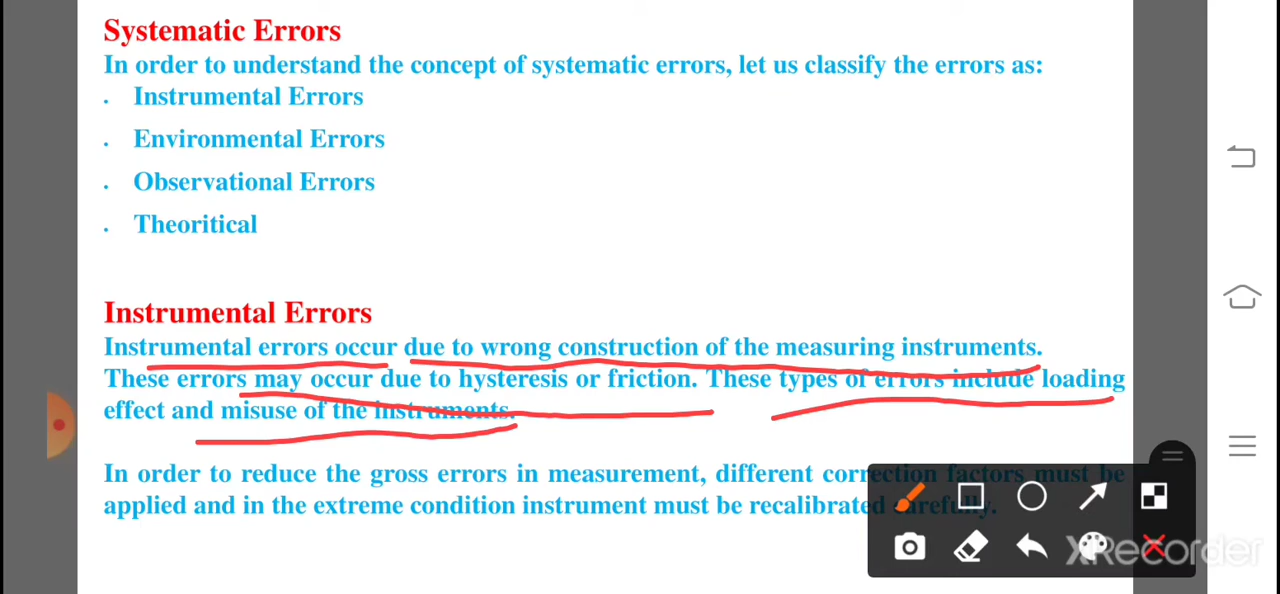 Systematic Errors
In order to understand the concept of systematic errors, let us classify the errors as:
. Instrumental Errors
. Environmental Errors
. Observational Errors
. Theoritical
Instrumental Errors
Instrumental errors occur due to wrong construction of the measuring instruments.
These errors may occur due to hysteresis or friction. These types of errors include loading
effect and misuse of the instruments.
In order to reduce the gross errors in measurement, different correction factors must be
applied and in the extreme condition instrument must be recalibrated carefully.
XRecorder